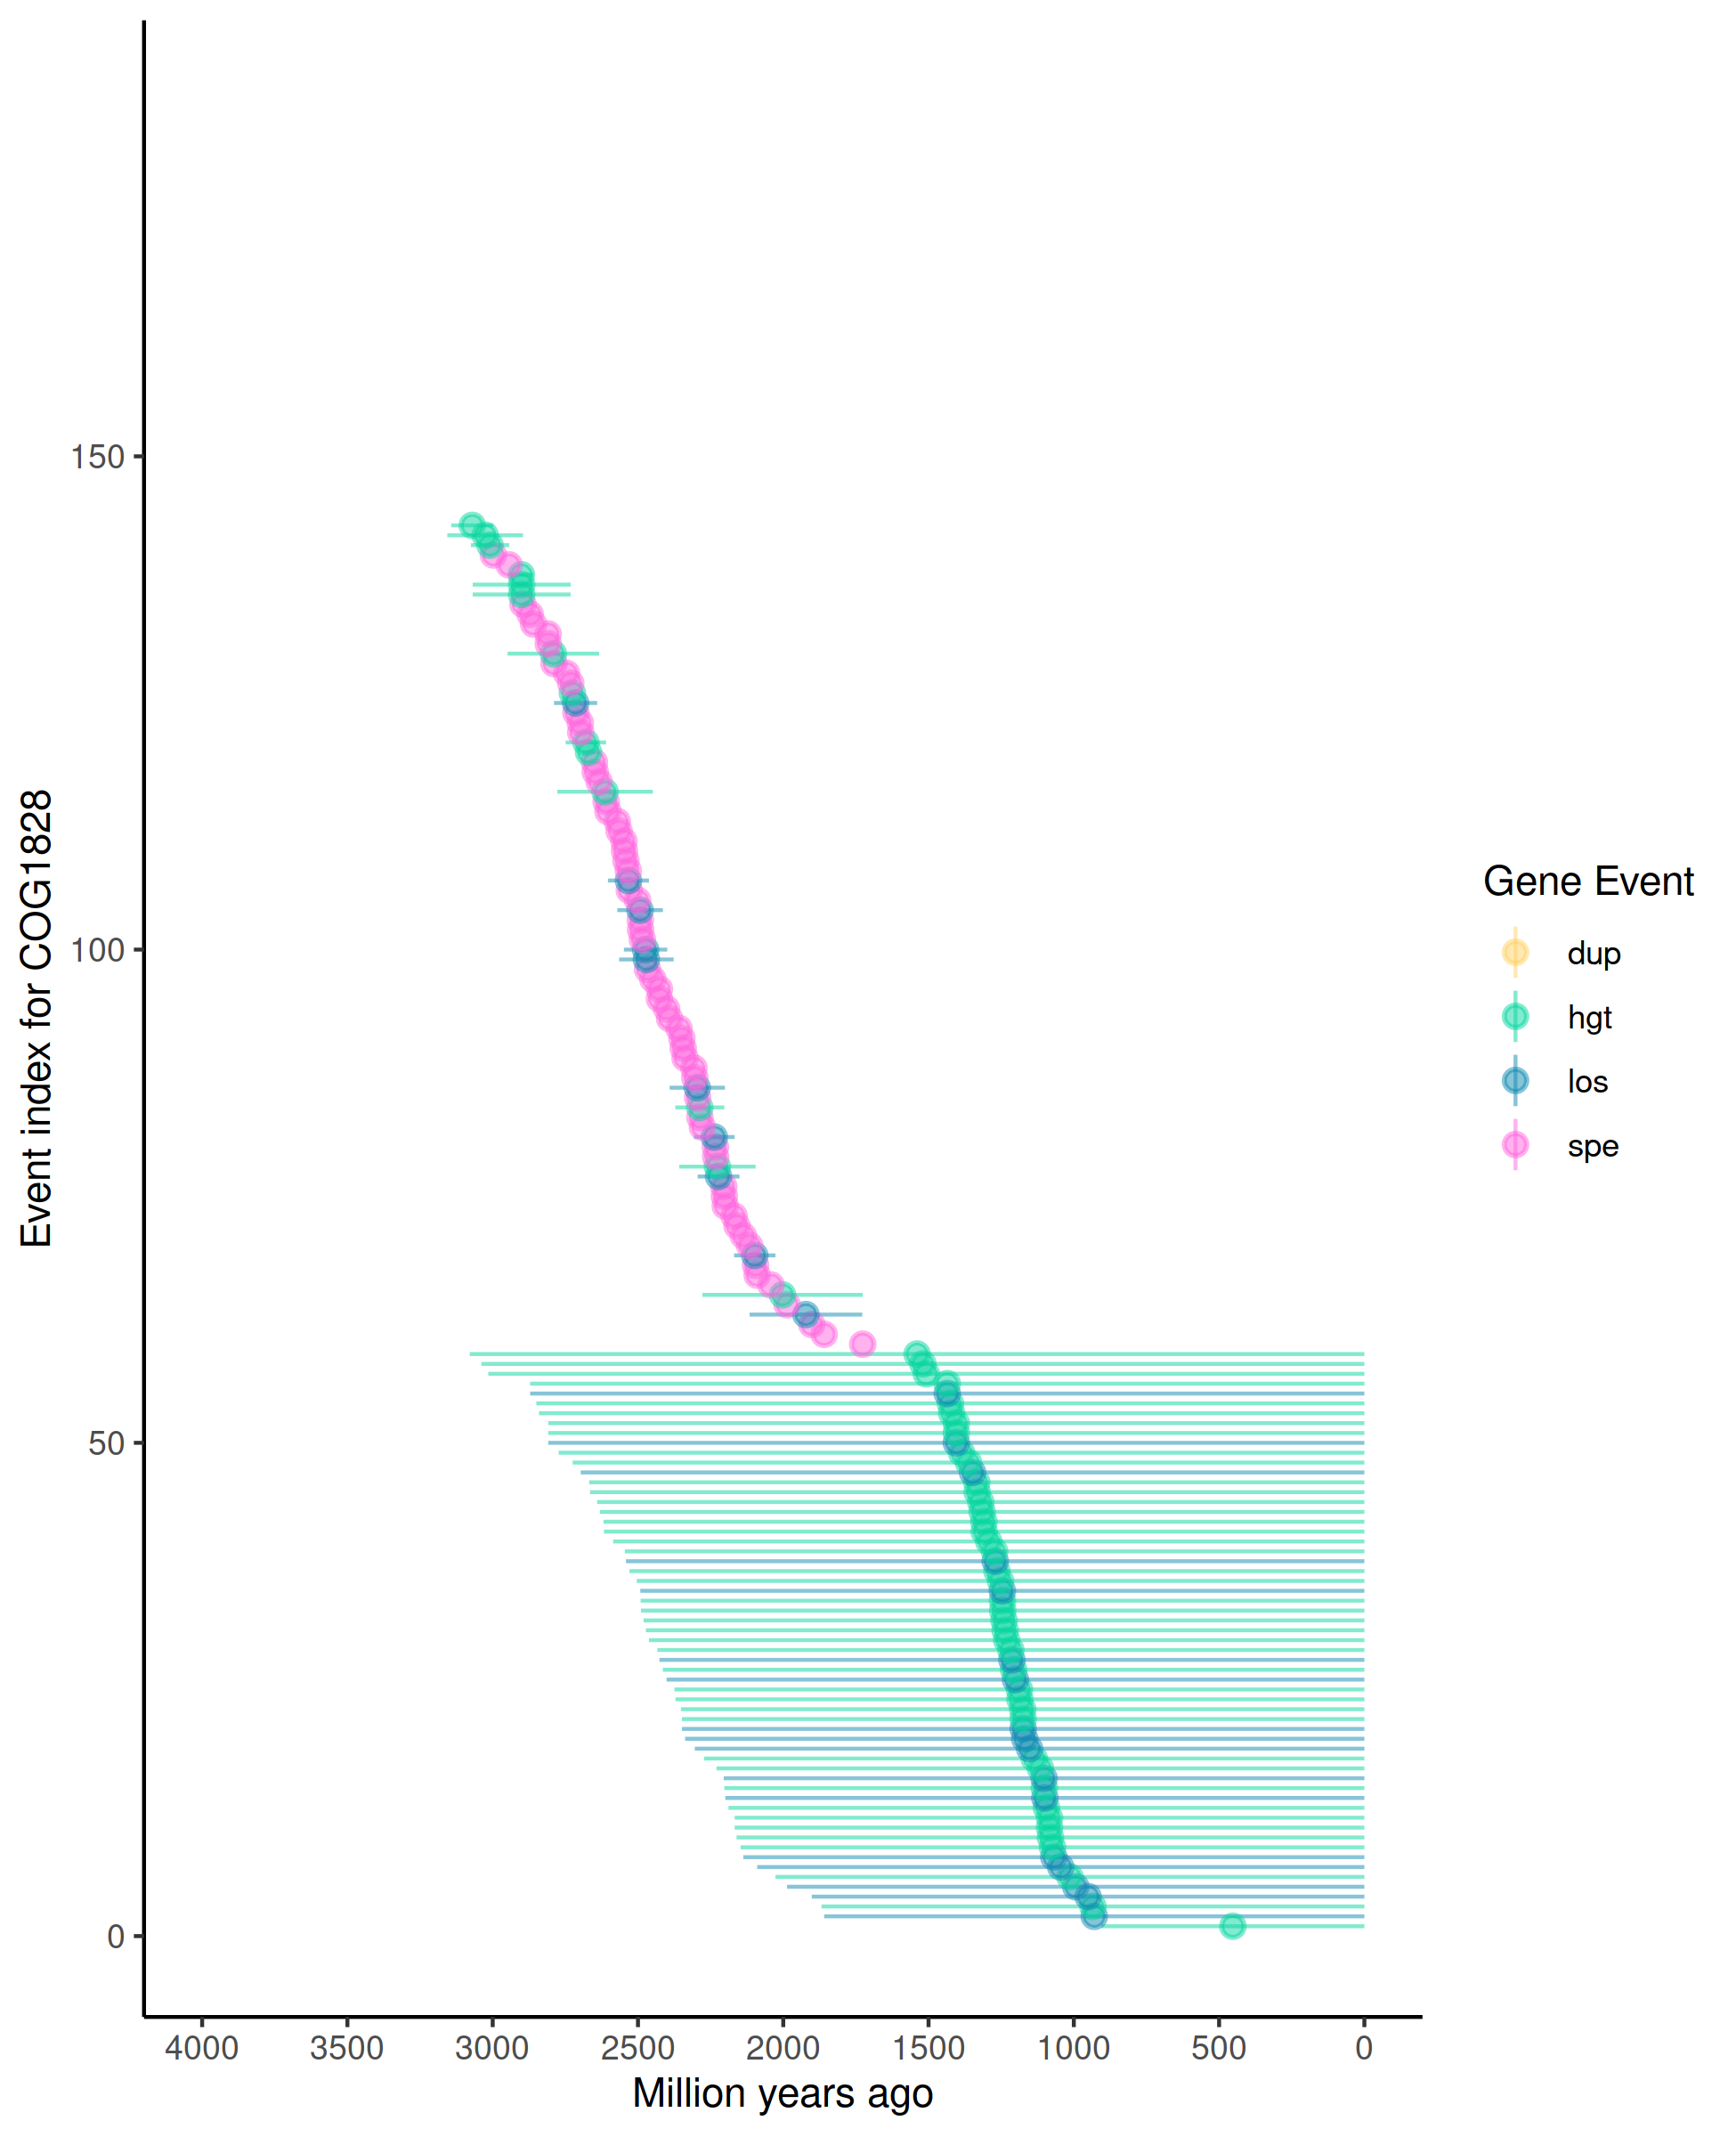 Event index for COG1828
150
100
50
0
4000 3500 3000 2500 2000 1500 1000 500 0
Million years ago
Gene Event
dup
hgt
los
spe